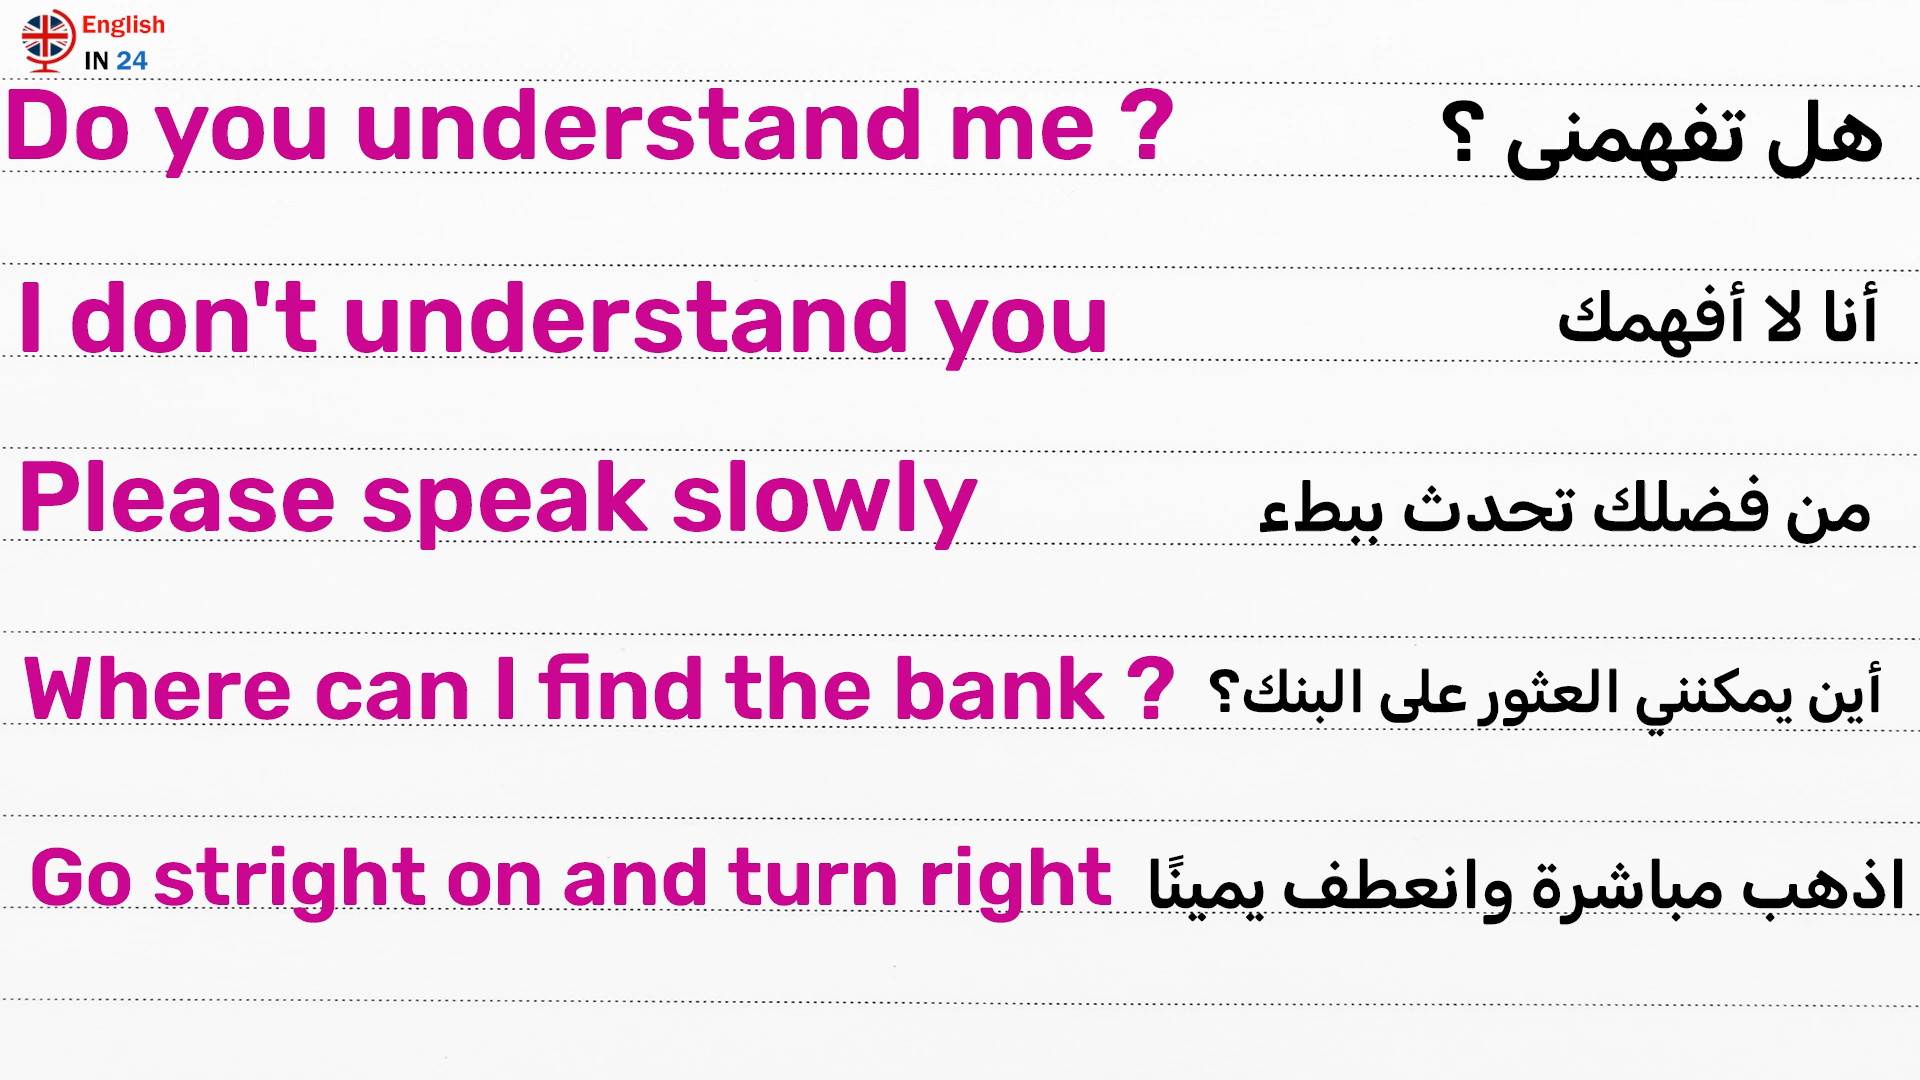 English
IN 24
Do you understand me ? هل تفهمنى ؟
I don't understand you أنا لا أفهمك
Please speak slowly من فضلك تحدث ببطء
Where can I find the bank ? أين يمكنني العثور على البنك؟
Go stright on and turn right اذهب مباشرة وانعطف يمينًا